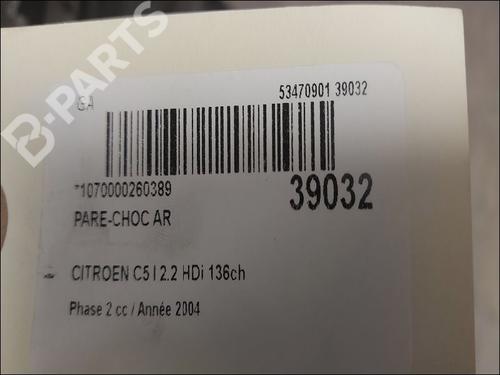 B-PARTS
GA
53470901 39032
*1070000260389
39032
PARE-CHOC AR
CITROEN C5 I 2.2 HDi 136ch
Phase 2 cc / Année 2004